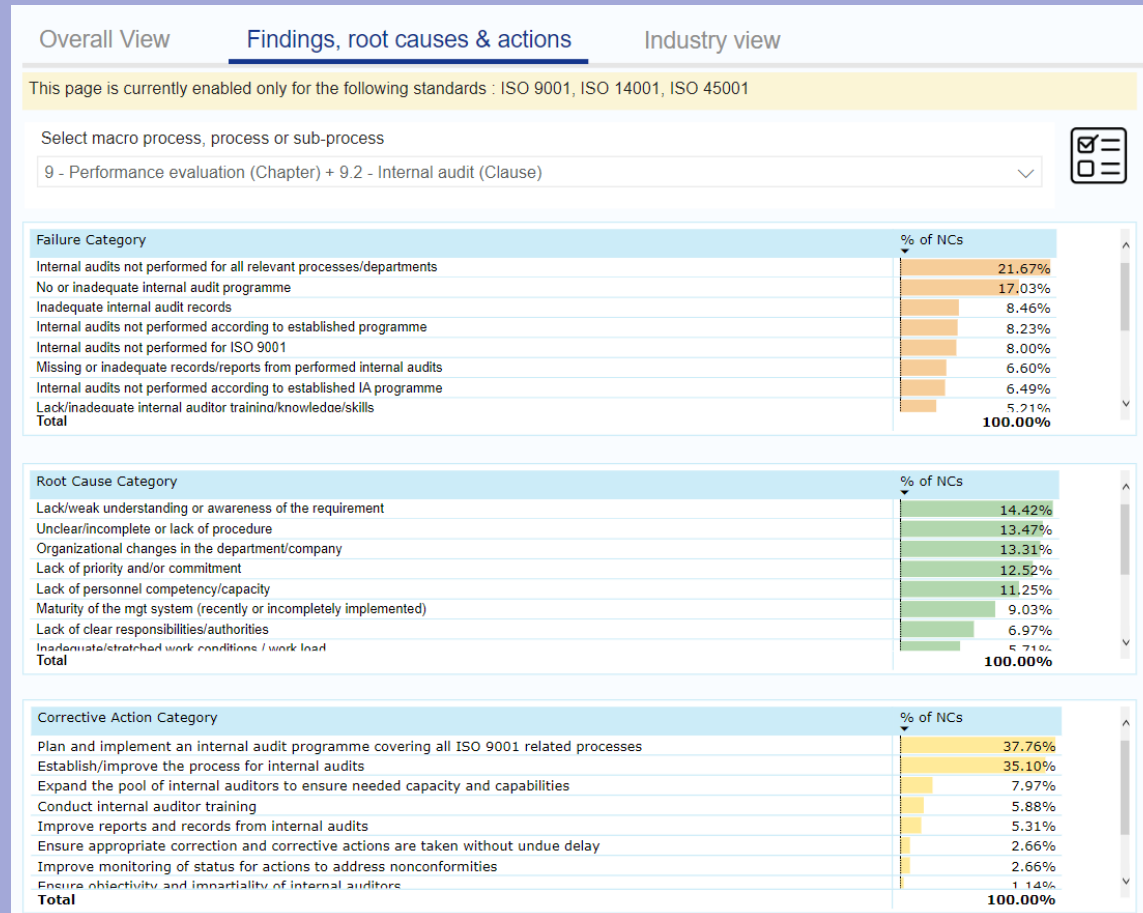 Overall View Findings, root causes & actions Industry view
This page is currently enabled only for the following standards : ISO 9001, ISO 14001, ISO 45001
Select macro process, process or sub-process
9 - Performance evaluation (Chapter) + 9.2 - Internal audit (Clause)
Failure Category % of NCs
Internal audits not performed for all relevant processes/departments 21.67%
No or inadequate internal audit programme 17.03%
Inadequate internal audit records 8.46%
Internal audits not performed according to established programme 8.23%
Internal audits not performed for ISO 9001 8.00%
Missing or inadequate records/reports from performed internal audits 6.60%
Internal audits not performed according to established IA programme 6.49%
Lack/inadequate internal auditor training/knowledge/skills 5.21%
Total 100.00%
Root Cause Category % of NCs
Lack/weak understanding or awareness of the requirement 14.42%
Unclear/incomplete or lack of procedure 13.47%
Organizational changes in the department/company 13.31%
Lack of priority and/or commitment 12.52%
Lack of personnel competency/capacity 11.25%
Maturity of the mgt system (recently or incompletely implemented) 9.03%
Lack of clear responsibilities/authorities 6.97%
Inadequate/stretched work conditions / work load 5.71%
Total 100.00%
Corrective Action Category % of NCs
Plan and implement an internal audit programme covering all ISO 9001 related processes 37.76%
Establish/improve the process for internal audits 35.10%
Expand the pool of internal auditors to ensure needed capacity and capabilities 7.97%
Conduct internal auditor training 5.88%
Improve reports and records from internal audits 5.31%
Ensure appropriate correction and corrective actions are taken without undue delay 2.66%
Improve monitoring of status for actions to address nonconformities 2.66%
Ensure objectivity and impartiality of internal auditors 1.14%
Total 100.00%